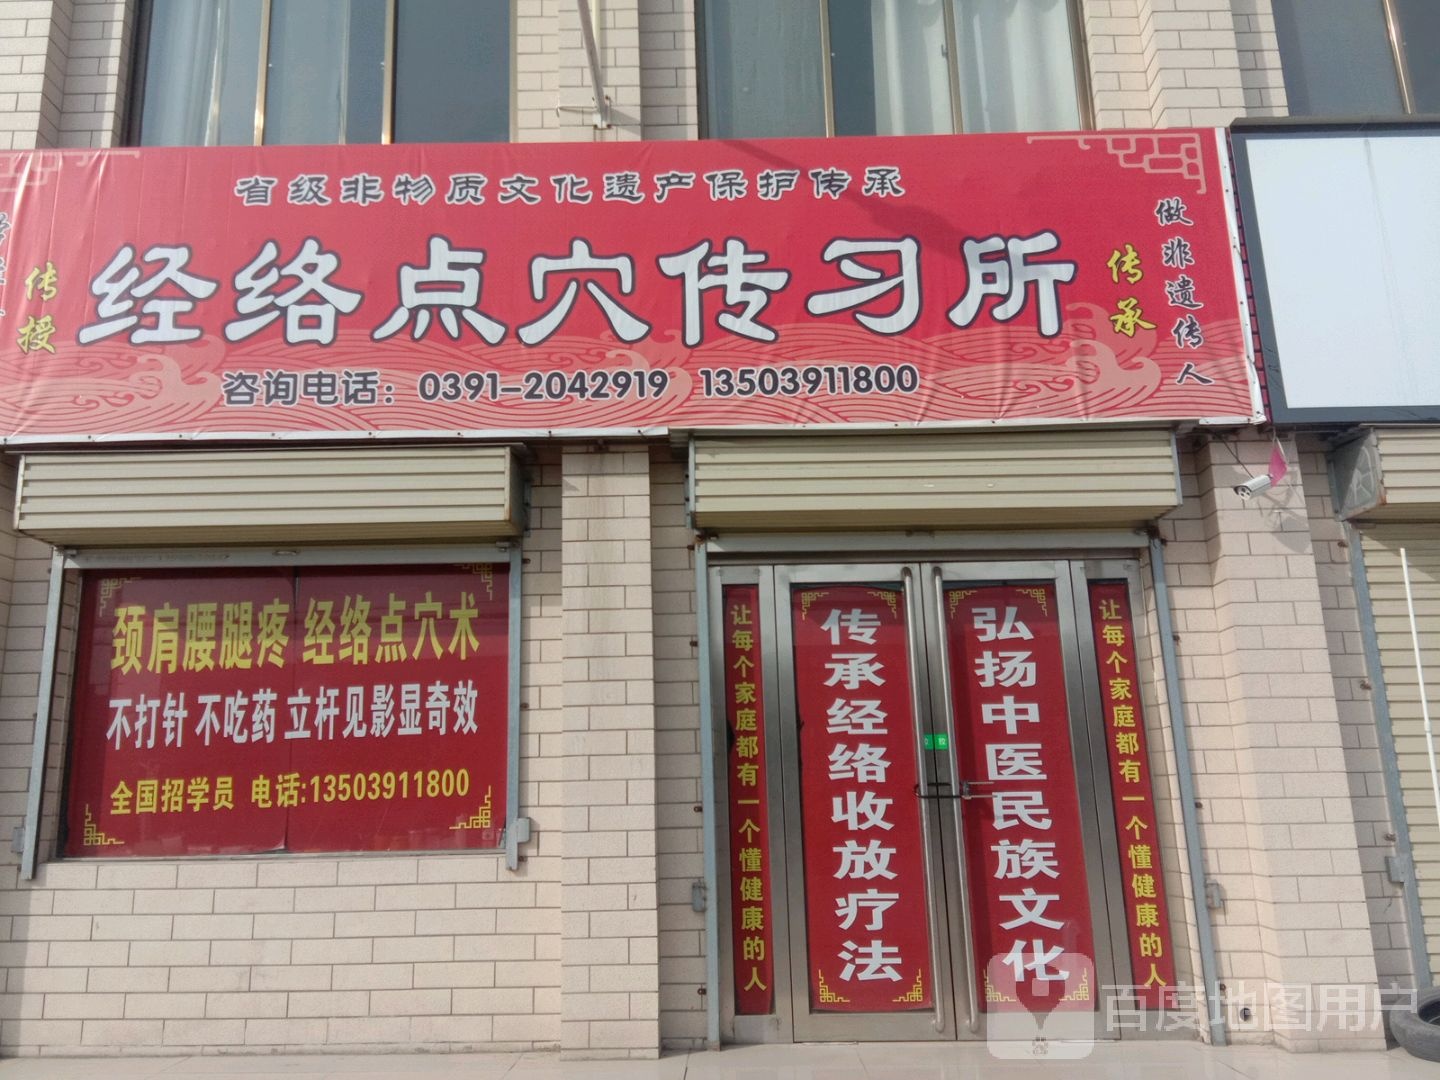 省级非物质文化遗产保护传承
传授
经络点穴传习所
传承
做非遗传人
咨询电话：0391-2042919 13503911800
颈肩腰腿疼 经络点穴术
不打针 不吃药 立杆见影显奇效
全国招学员 电话:13503911800
让每个家庭都有一个懂健康的人
传承经络收放疗法
弘扬中医民族文化
让每个家庭都有一个懂健康的人
百度地图用户